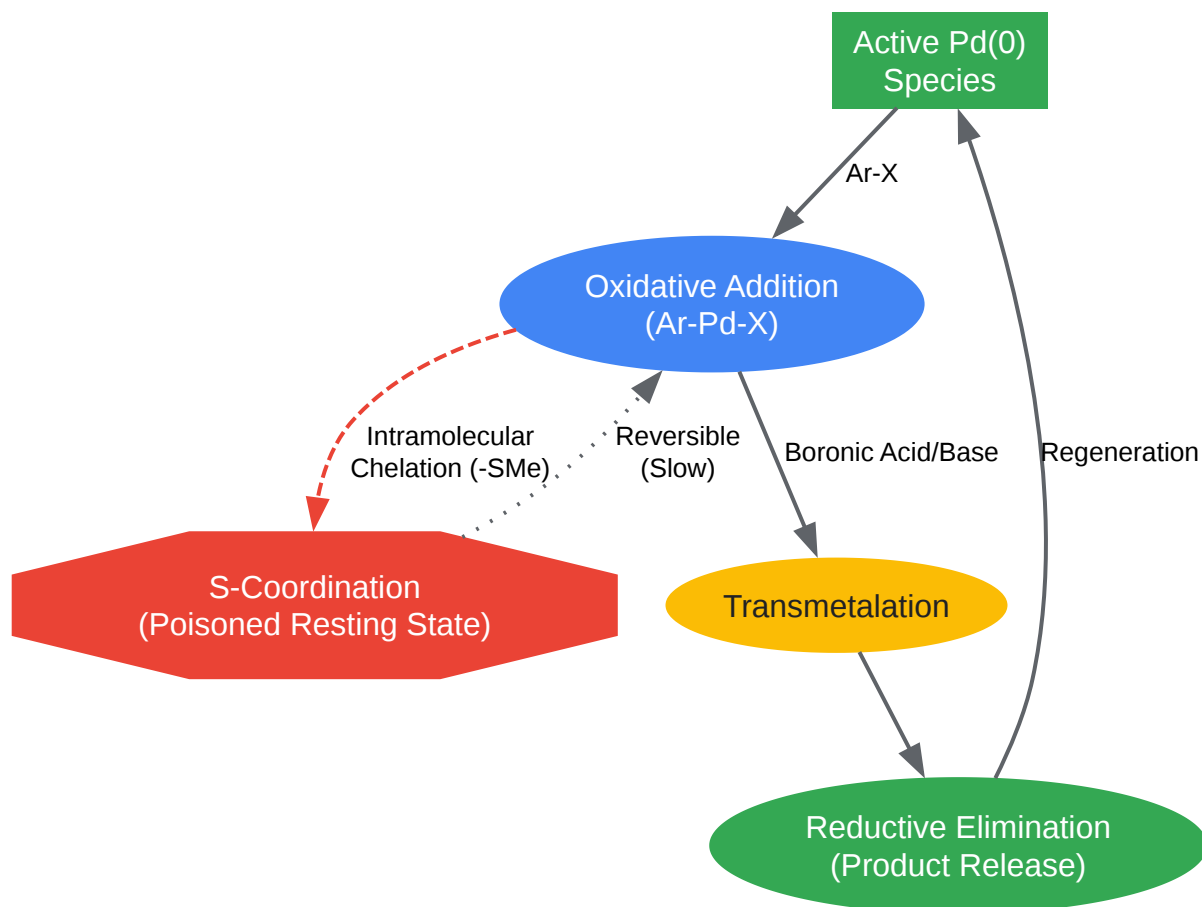 Active Pd(0)
Species
Ar-X
Oxidative Addition
(Ar-Pd-X)
Intramolecular
Chelation (-SMe)
Reversible
(Slow)
Boronic Acid/Base
Regeneration
S-Coordination
(Poisoned Resting State)
Transmetalation
Reductive Elimination
(Product Release)